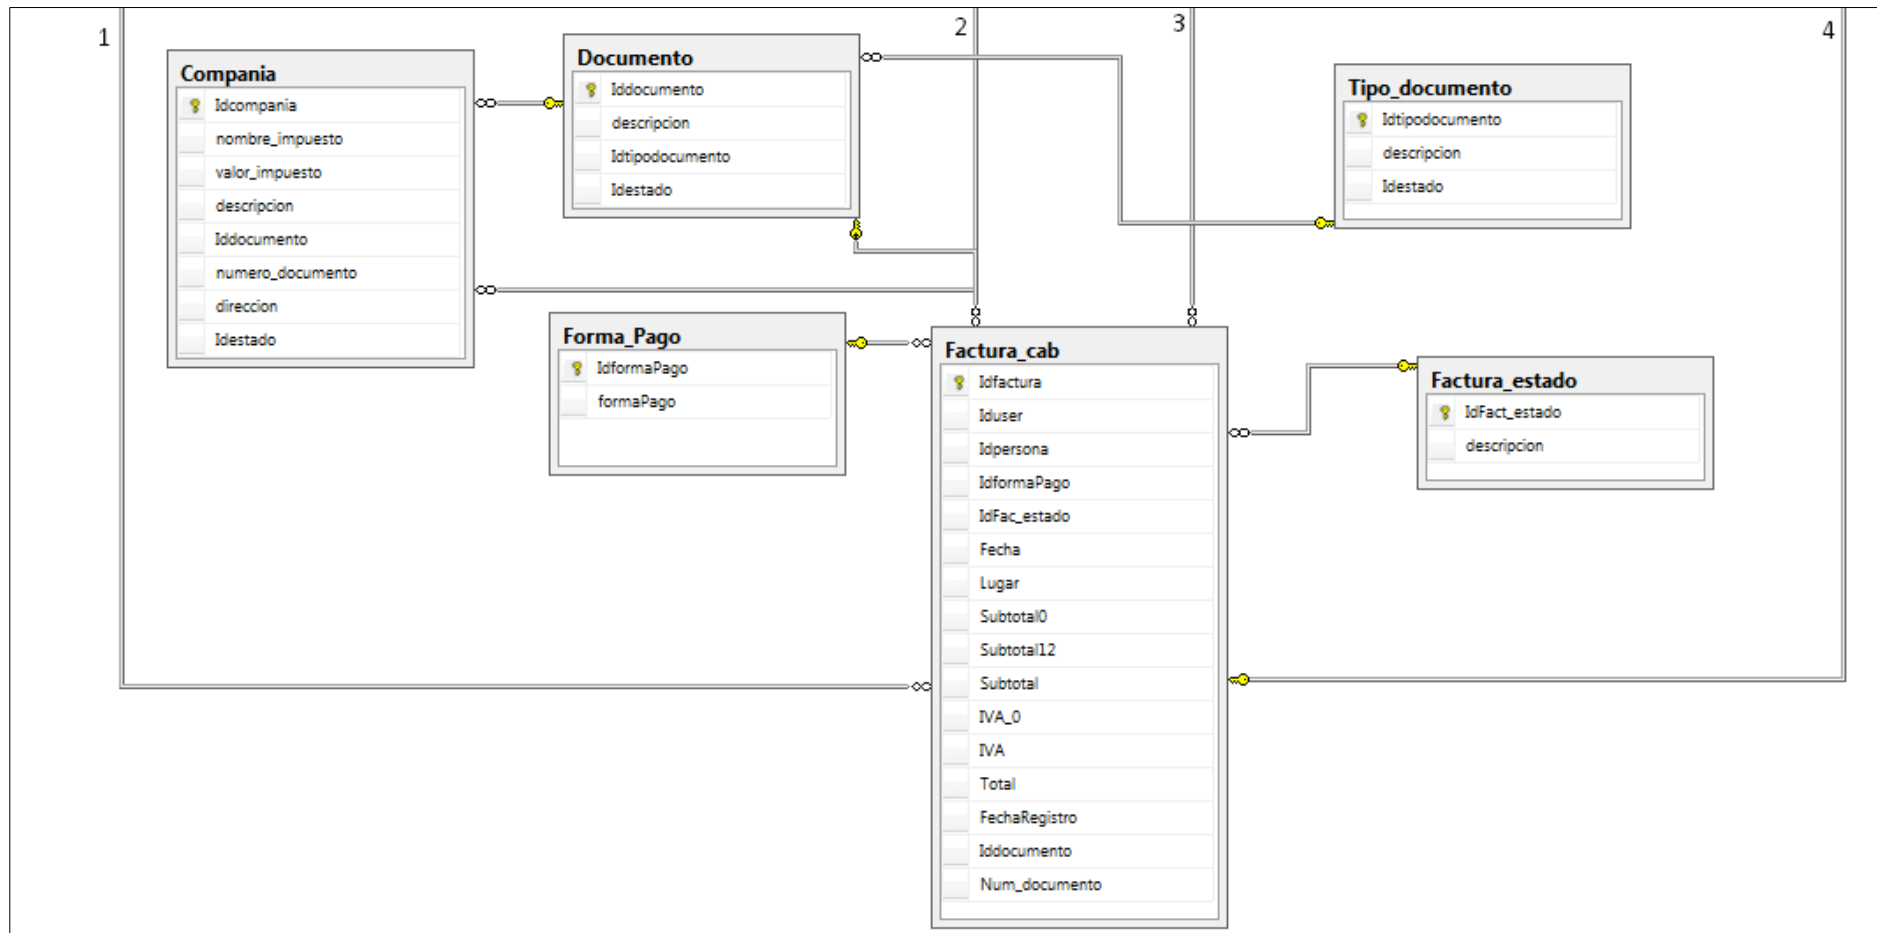 1
2
3
4
Compania
Idcompania
nombre_impuesto
valor_impuesto
descripcion
Iddocumento
numero_documento
direccion
Idestado
Documento
Iddocumento
descripcion
Idtipodocumento
Idestado
Tipo_documento
Idtipodocumento
descripcion
Idestado
Forma_Pago
IdformaPago
formaPago
Factura_cab
Idfactura
Iduser
Idpersona
IdformaPago
IdFac_estado
Fecha
Lugar
Subtotal0
Subtotal12
Subtotal
IVA_0
IVA
Total
FechaRegistro
Iddocumento
Num_documento
Factura_estado
IdFact_estado
descripcion